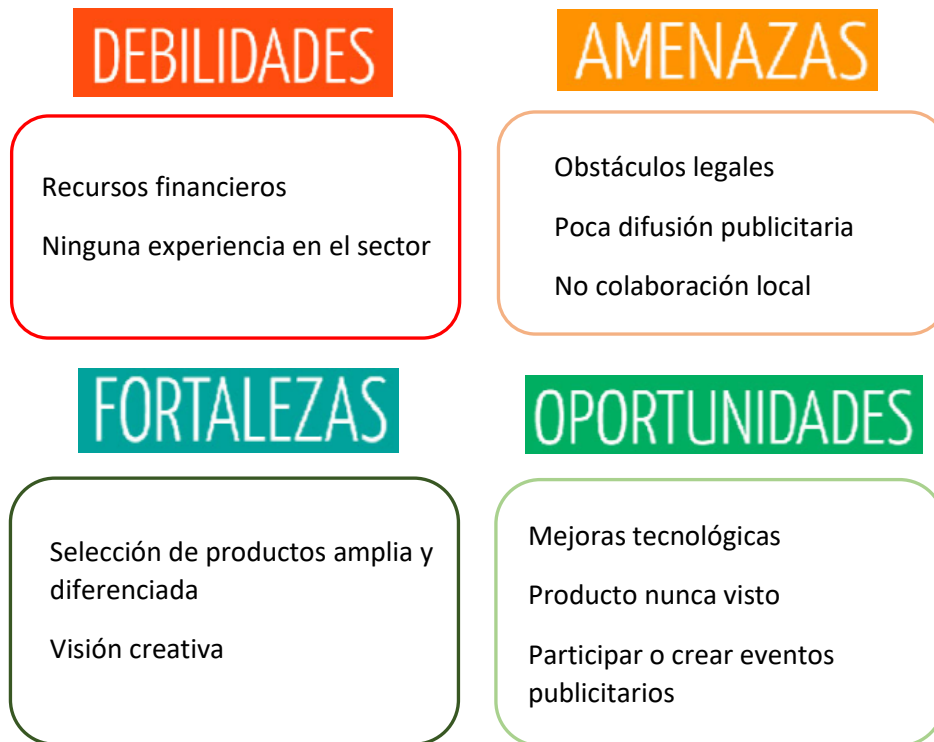 DEBILIDADES
Recursos financieros
Ninguna experiencia en el sector
AMENAZAS
Obstáculos legales
Poca difusión publicitaria
No colaboración local
FORTALEZAS
Selección de productos amplia y
diferenciada
Visión creativa
OPORTUNIDADES
Mejoras tecnológicas
Producto nunca visto
Participar o crear eventos
publicitarios